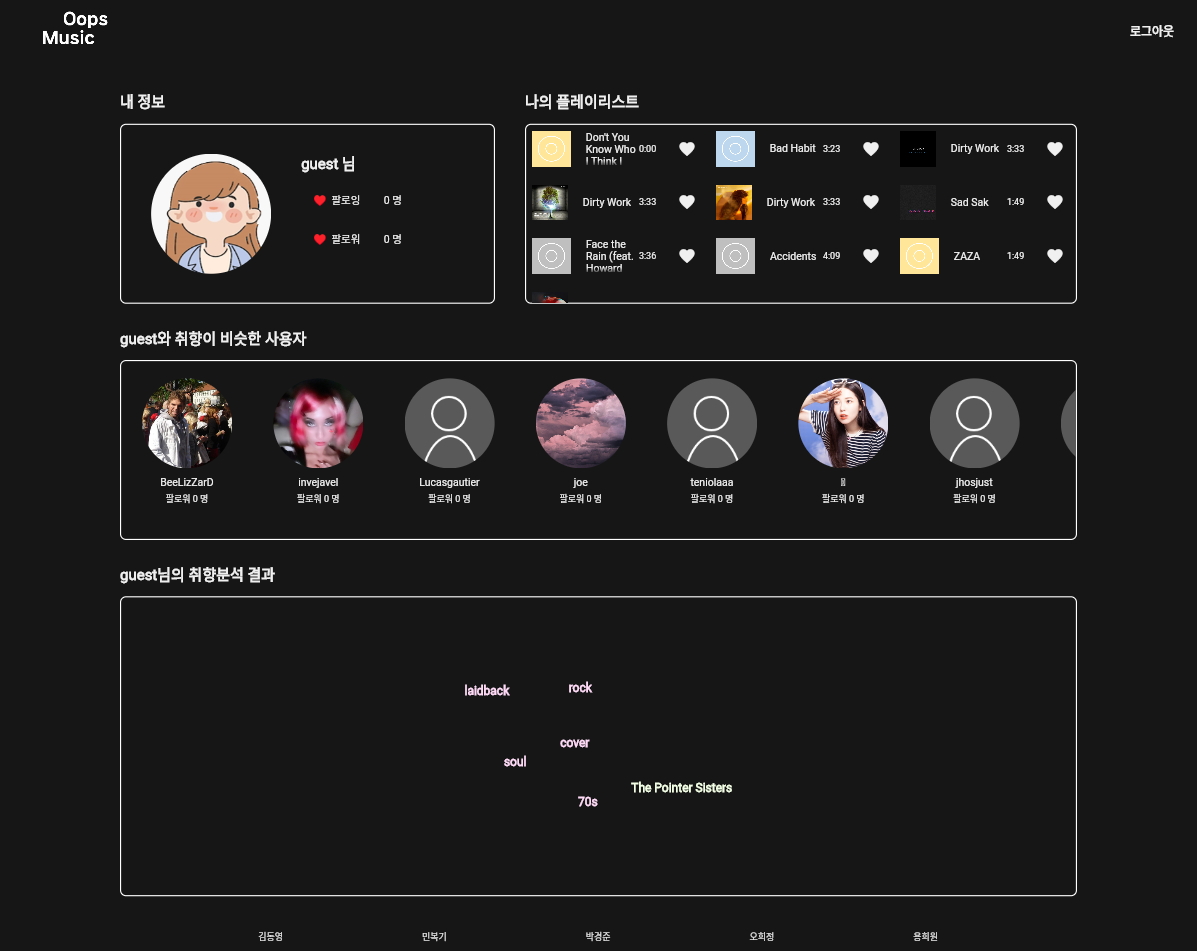 Oops
Music
로그아웃
내 정보
나의 플레이리스트
guest 님
팔로잉 0 명
팔로워 0 명
Don't You
Know Who 0:00
I Think I
Bad Habit 3:23
Dirty Work 3:33
Dirty Work 3:33
Dirty Work 3:33
Sad Sak 1:49
Face the
Rain (feat. 3:36
Howard
Accidents 4:09
ZAZA 1:49
guest와 취향이 비슷한 사용자
BeeLizZarD
팔로워 0 명
invejavel
팔로워 0 명
Lucasgautier
팔로워 0 명
joe
팔로워 0 명
teniolaaa
팔로워 0 명
팔로워 0 명
jhosjust
팔로워 0 명
guest님의 취향분석 결과
laidback
rock
cover
soul
The Pointer Sisters
70s
김동영 민복기 박경준 오희정 용희원